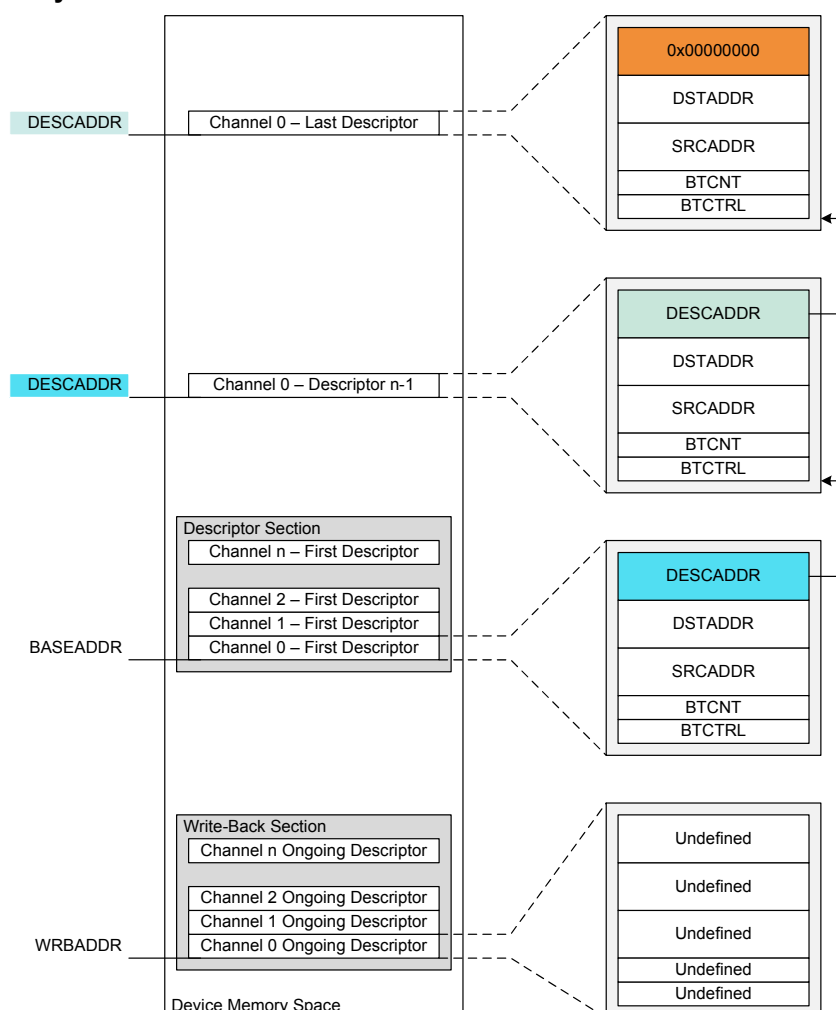 0x00000000
DESCADDR
Channel 0 – Last Descriptor
DSTADDR
SRCADDR
BTCNT
BTCTRL
DESCADDR
DESCADDR
Channel 0 – Descriptor n-1
DSTADDR
SRCADDR
BTCNT
BTCTRL
Descriptor Section
Channel n – First Descriptor
Channel 2 – First Descriptor
Channel 1 – First Descriptor
BASEADDR
Channel 0 – First Descriptor
DESCADDR
DSTADDR
SRCADDR
BTCNT
BTCTRL
Write-Back Section
Channel n Ongoing Descriptor
Channel 2 Ongoing Descriptor
Channel 1 Ongoing Descriptor
WRBADDR
Channel 0 Ongoing Descriptor
Undefined
Undefined
Undefined
Undefined
Undefined
Device Memory Space